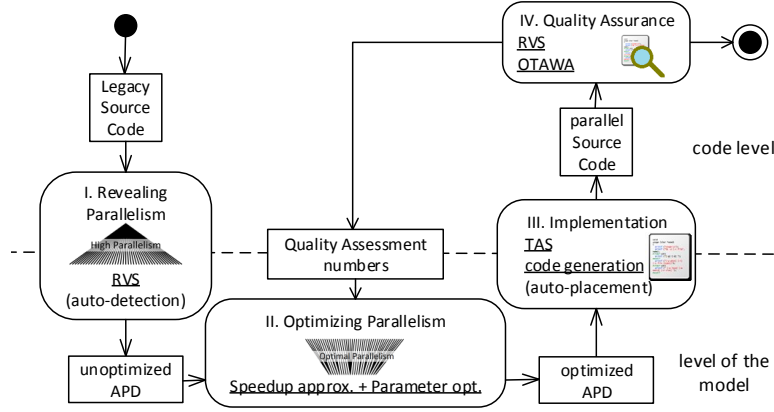 Legacy
Source
Code
I. Revealing
Parallelism
High Parallelism
RVS
(auto-detection)
unoptimized
APD
Quality Assessment
numbers
II. Optimizing Parallelism
Optimal Parallelism
Speedup approx. + Parameter opt.
optimized
APD
III. Implementation
TAS
code generation
(auto-placement)
parallel
Source
Code
IV. Quality Assurance
RVS
OTAWA
code level
level of the
model